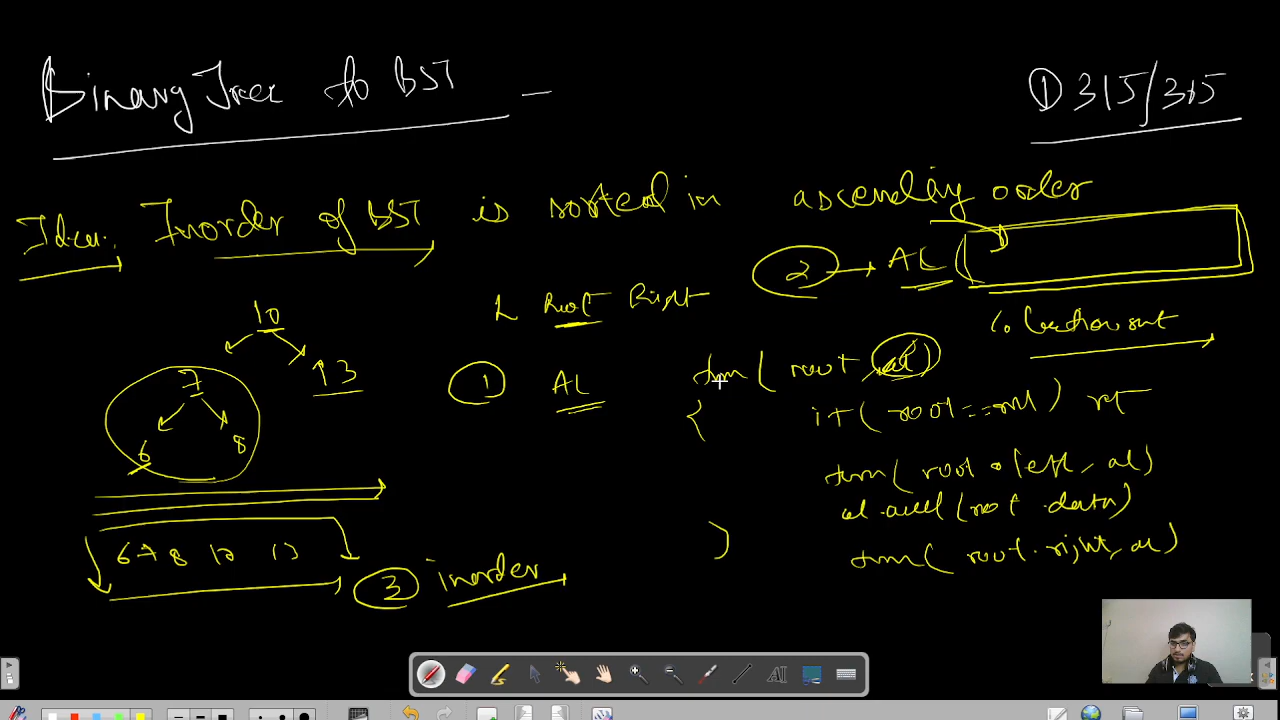 Binary Tree to BST —
① 315/315
Idea: Inorder of BST is sorted in ascending order
② → AL
L Root Right
10
7
13
6
8
① AL
fun( root al)
{
if( root==null) ret
fun( root.left, al)
al.add(root.data)
fun( root.right, al)
}
6 7 8 10 13
③ inorder
AI